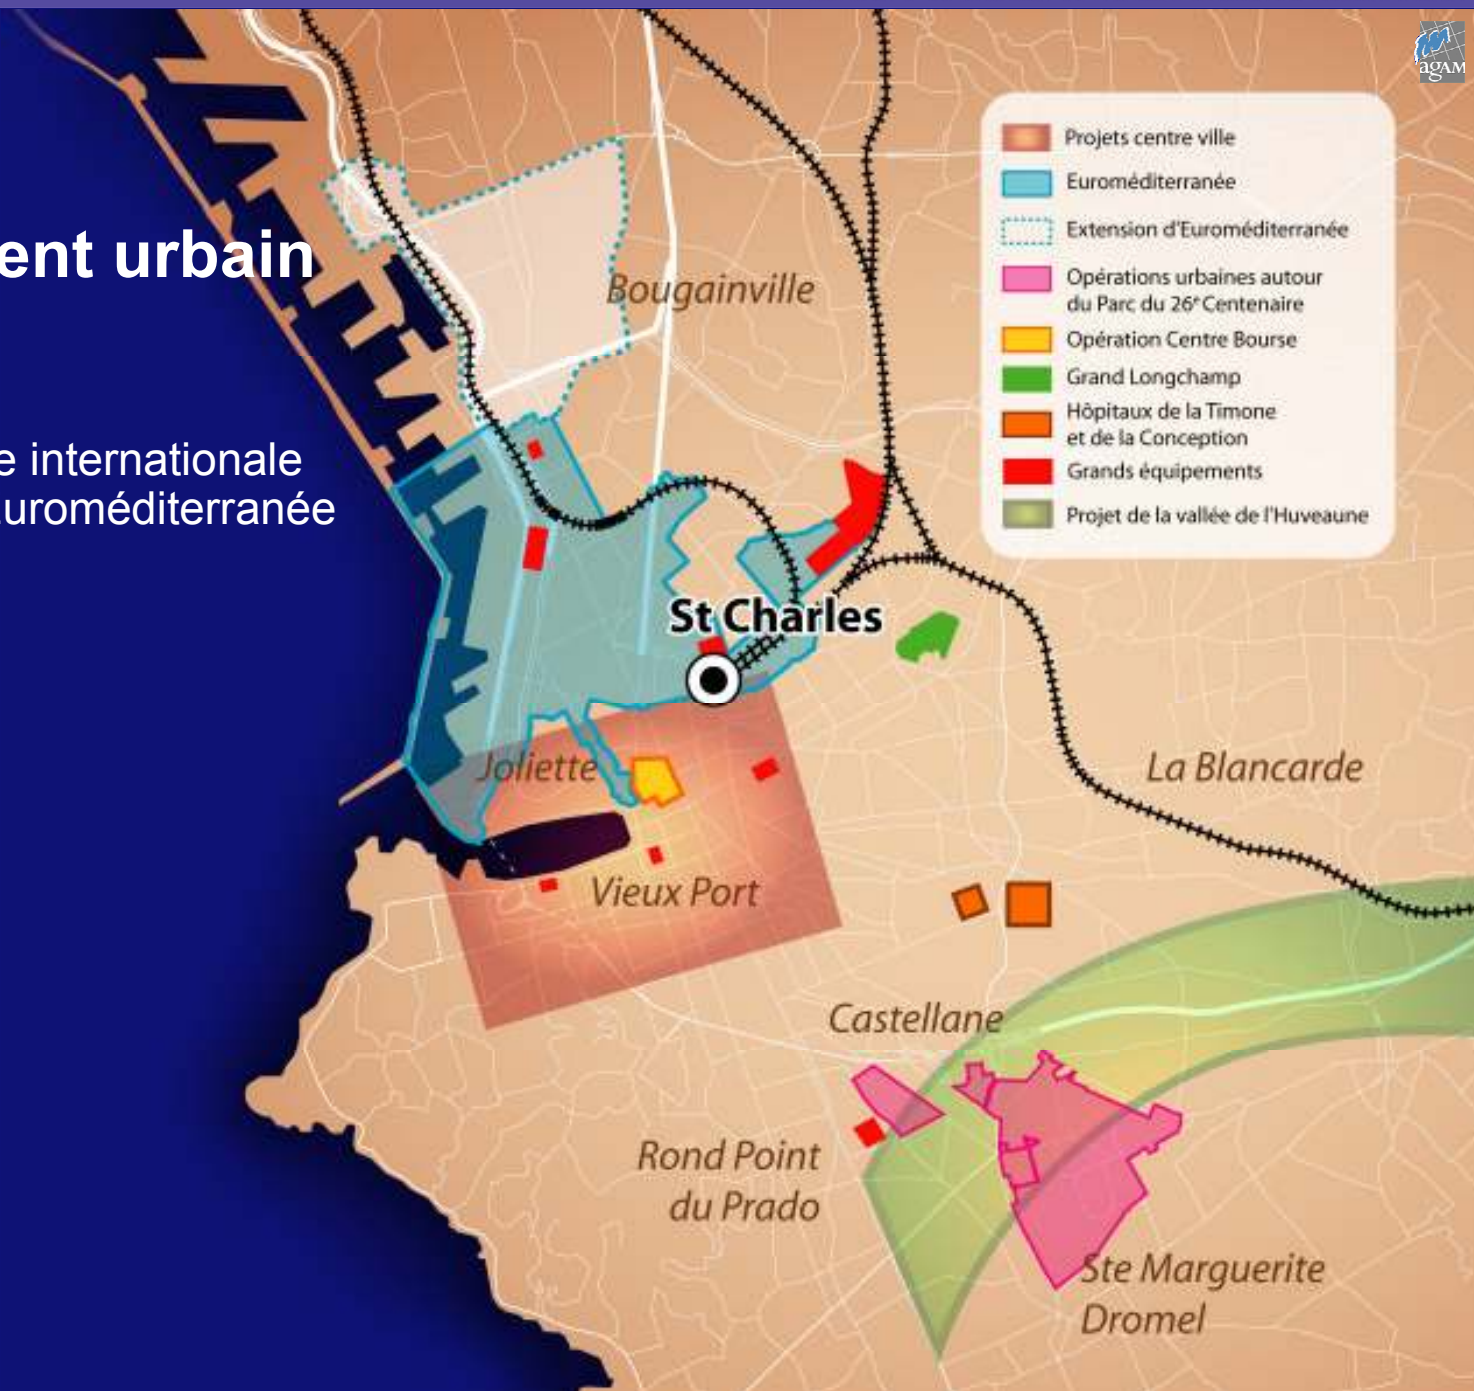 agAM
Projets centre ville
Euroméditerranée
Extension d'Euroméditerranée
Opérations urbaines autour
du Parc du 26e Centenaire
Opération Centre Bourse
Grand Longchamp
Hôpitaux de la Timone
et de la Conception
Grands équipements
Projet de la vallée de l'Huveaune
ent urbain
Bougainville
e internationale
Euroméditerranée
St Charles
Joliette
La Blancarde
Vieux Port
Castellane
Rond Point
du Prado
Ste Marguerite
Dromel